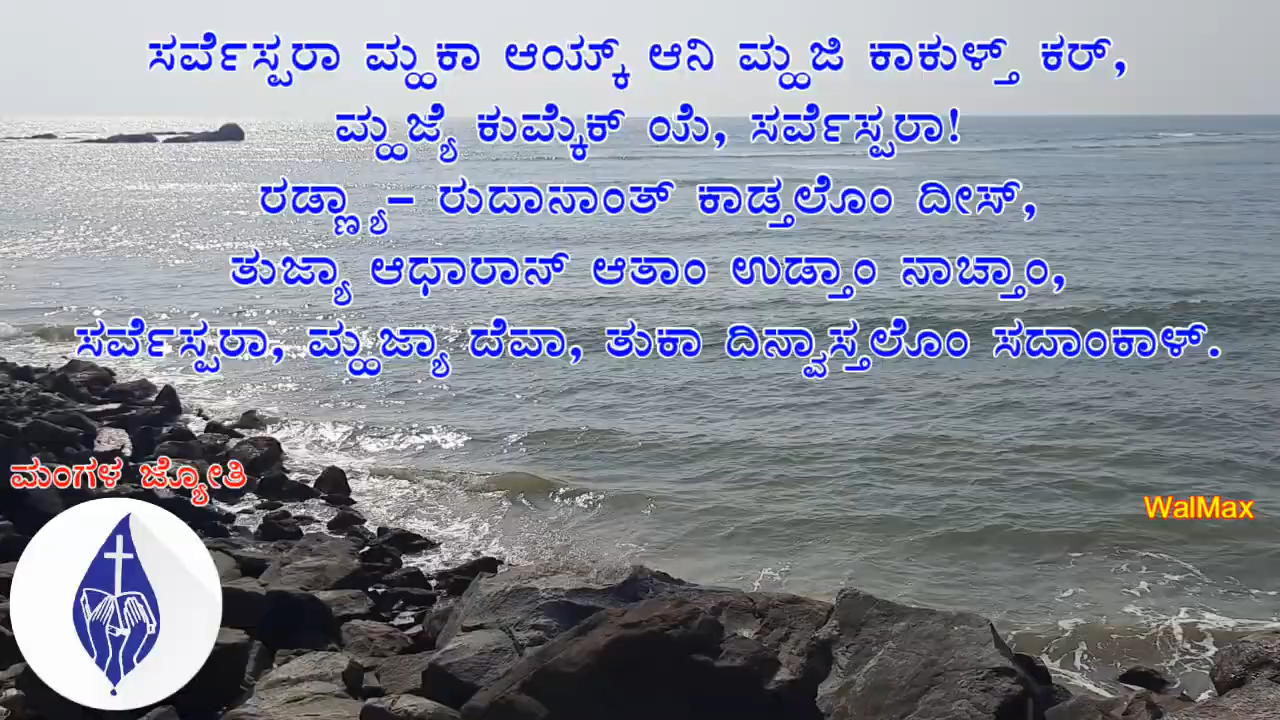 ಸರ್ವೆಸ್ಪರಾ ಮ್ಹಕಾ ಆಂಯ್ಕ್ ಆನಿ ಮ್ಹಜಿ ಕಾಕುಳ್ತ್ ಕರ್,
ಮ್ಹಜ್ಯೆ ಕುಮ್ಕೆಕ್ ಯೆ, ಸರ್ವೆಸ್ಪರಾ!
ರಡ್ಣ್ಯಾ- ರುದಾನಾಂತ್ ಕಾಡ್ತಲೊಂ ದೀಸ್,
ತುಜ್ಯಾ ಆಧಾರಾನ್ ಆತಾಂ ಉಡ್ತಾಂ ನಾಚ್ತಾಂ,
ಸರ್ವೆಸ್ಪರಾ, ಮ್ಹಜ್ಯಾ ದೆವಾ, ತುಕಾ ದಿನ್ವಾಸ್ತಲೊಂ ಸದಾಂಕಾಳ್.
ಮಂಗಳ ಜ್ಯೋತಿ
WalMax